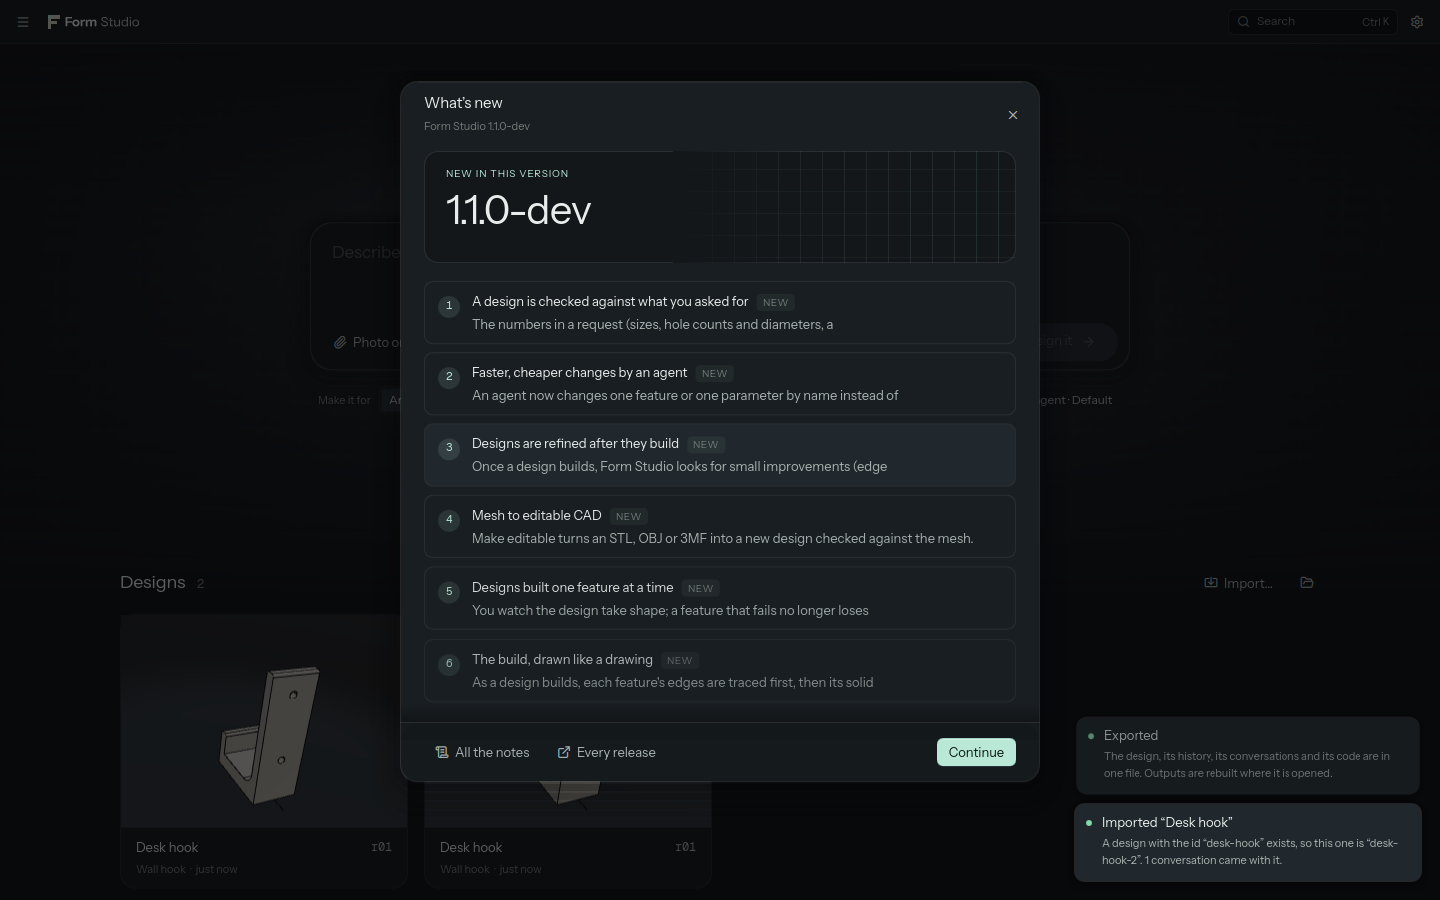 Form Studio
Search
Ctrl K
What's new
Form Studio 1.1.0-dev
NEW IN THIS VERSION
1.1.0-dev
Describe
1 A design is checked against what you asked for NEW
The numbers in a request (sizes, hole counts and diameters, a
Photo or
sign it
2 Faster, cheaper changes by an agent NEW
An agent now changes one feature or one parameter by name instead of
Make it for
gent · Default
3 Designs are refined after they build NEW
Once a design builds, Form Studio looks for small improvements (edge
4 Mesh to editable CAD NEW
Make editable turns an STL, OBJ or 3MF into a new design checked against the mesh.
Designs 2
Import...
5 Designs built one feature at a time NEW
You watch the design take shape; a feature that fails no longer loses
6 The build, drawn like a drawing NEW
As a design builds, each feature's edges are traced first, then its solid
All the notes
Every release
Continue
Exported
The design, its history, its conversations and its code are in
one file. Outputs are rebuilt where it is opened.
Imported “Desk hook”
A design with the id “desk-hook” exists, so this one is “desk-
hook-2”. 1 conversation came with it.
Desk hook r01
Wall hook · just now
Desk hook r01
Wall hook · just now